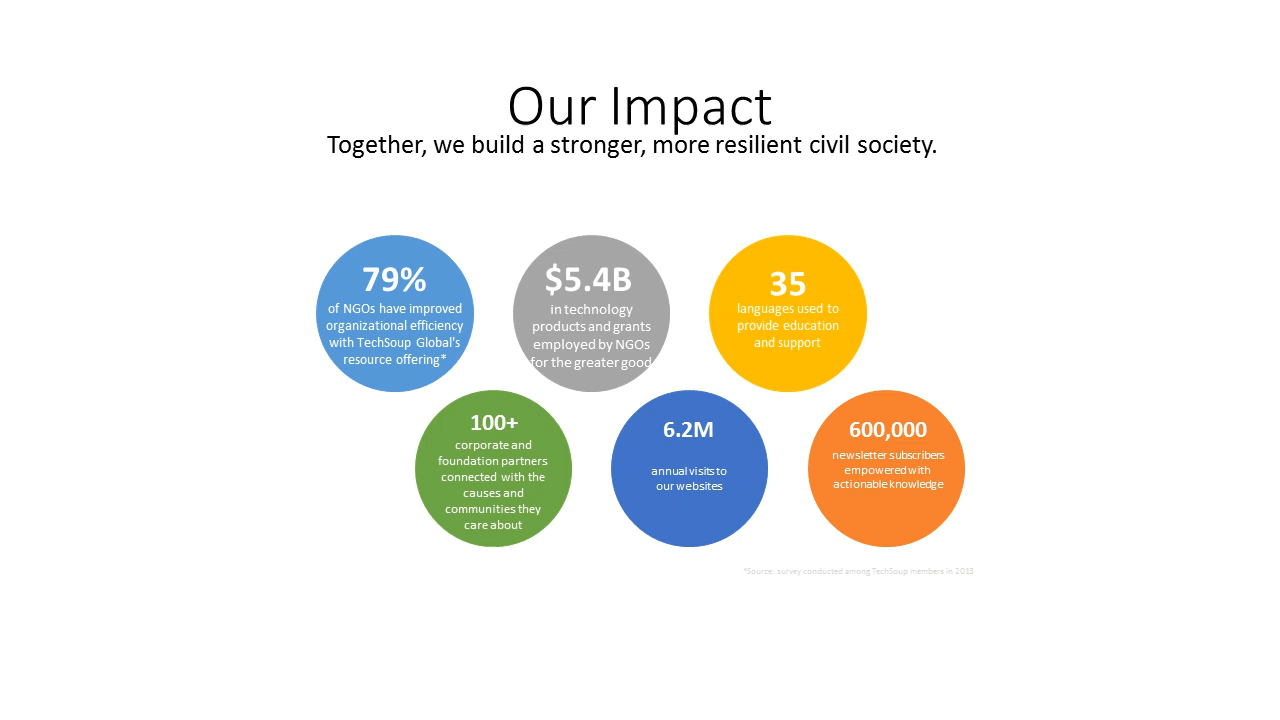 Our Impact
Together, we build a stronger, more resilient civil society.
79%
of NGOs have improved
organizational efficiency
with TechSoup Global's
resource offering*
$5.4B
in technology
products and grants
employed by NGOs
for the greater good
35
languages used to
provide education
and support
100+
corporate and
foundation partners
connected with the
causes and
communities they
care about
6.2M
annual visits to
our websites
600,000
newsletter subscribers
empowered with
actionable knowledge
*Source: survey conducted among TechSoup members in 2013